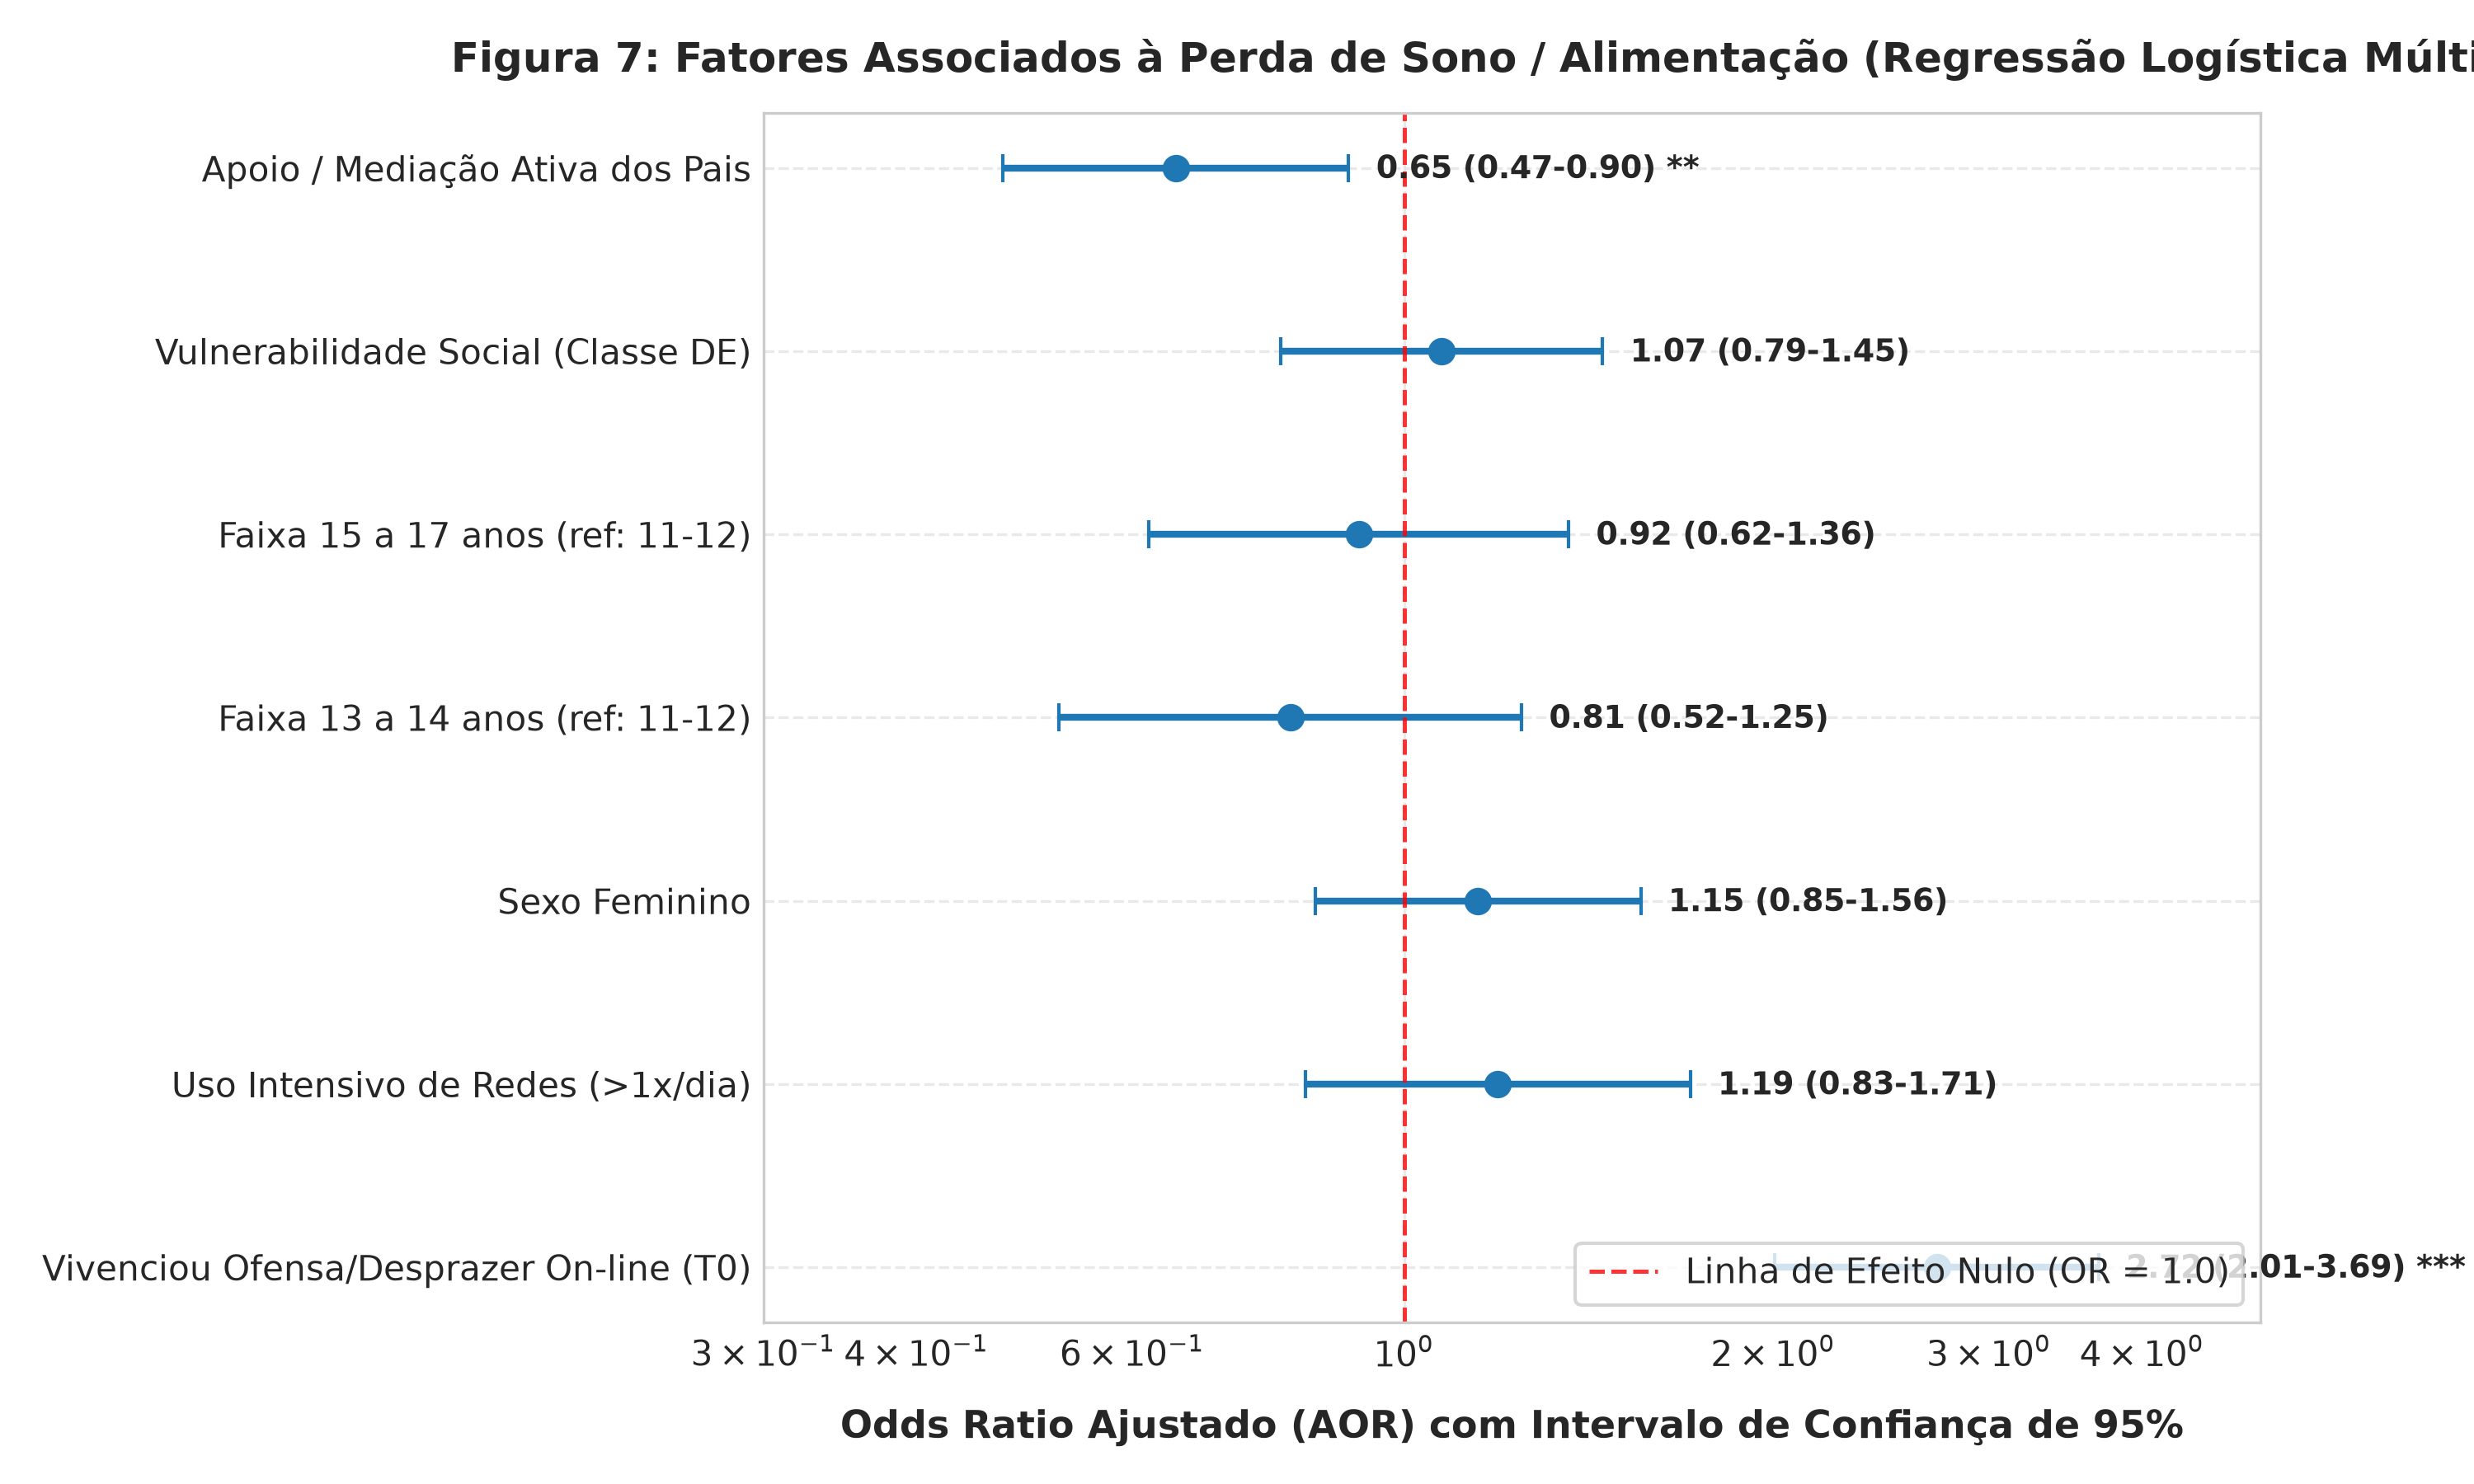 Figura 7: Fatores Associados à Perda de Sono / Alimentação (Regressão Logística Múlti
Apoio / Mediação Ativa dos Pais
0.65 (0.47-0.90) **
Vulnerabilidade Social (Classe DE)
1.07 (0.79-1.45)
Faixa 15 a 17 anos (ref: 11-12)
0.92 (0.62-1.36)
Faixa 13 a 14 anos (ref: 11-12)
0.81 (0.52-1.25)
Sexo Feminino
1.15 (0.85-1.56)
Uso Intensivo de Redes (>1x/dia)
1.19 (0.83-1.71)
Vivenciou Ofensa/Desprazer On-line (T0)
2.72 (2.01-3.69) ***
Linha de Efeito Nulo (OR = 1.0)
3 × 10⁻¹ 4 × 10⁻¹ 6 × 10⁻¹ 10⁰ 2 × 10⁰ 3 × 10⁰ 4 × 10⁰
Odds Ratio Ajustado (AOR) com Intervalo de Confiança de 95%